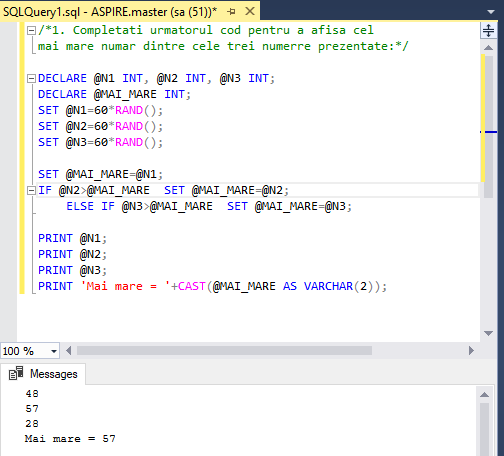 SQLQuery1.sql - ASPIRE.master (sa (51))*
/*1. Completati urmatorul cod pentru a afisa cel
mai mare numar dintre cele trei numerre prezentate:*/
DECLARE @N1 INT, @N2 INT, @N3 INT;
DECLARE @MAI_MARE INT;
SET @N1=60*RAND();
SET @N2=60*RAND();
SET @N3=60*RAND();
SET @MAI_MARE=@N1;
IF @N2>@MAI_MARE  SET @MAI_MARE=@N2;
ELSE IF @N3>@MAI_MARE  SET @MAI_MARE=@N3;
PRINT @N1;
PRINT @N2;
PRINT @N3;
PRINT 'Mai mare = '+CAST(@MAI_MARE AS VARCHAR(2));
100 %
Messages
48
57
28
Mai mare = 57